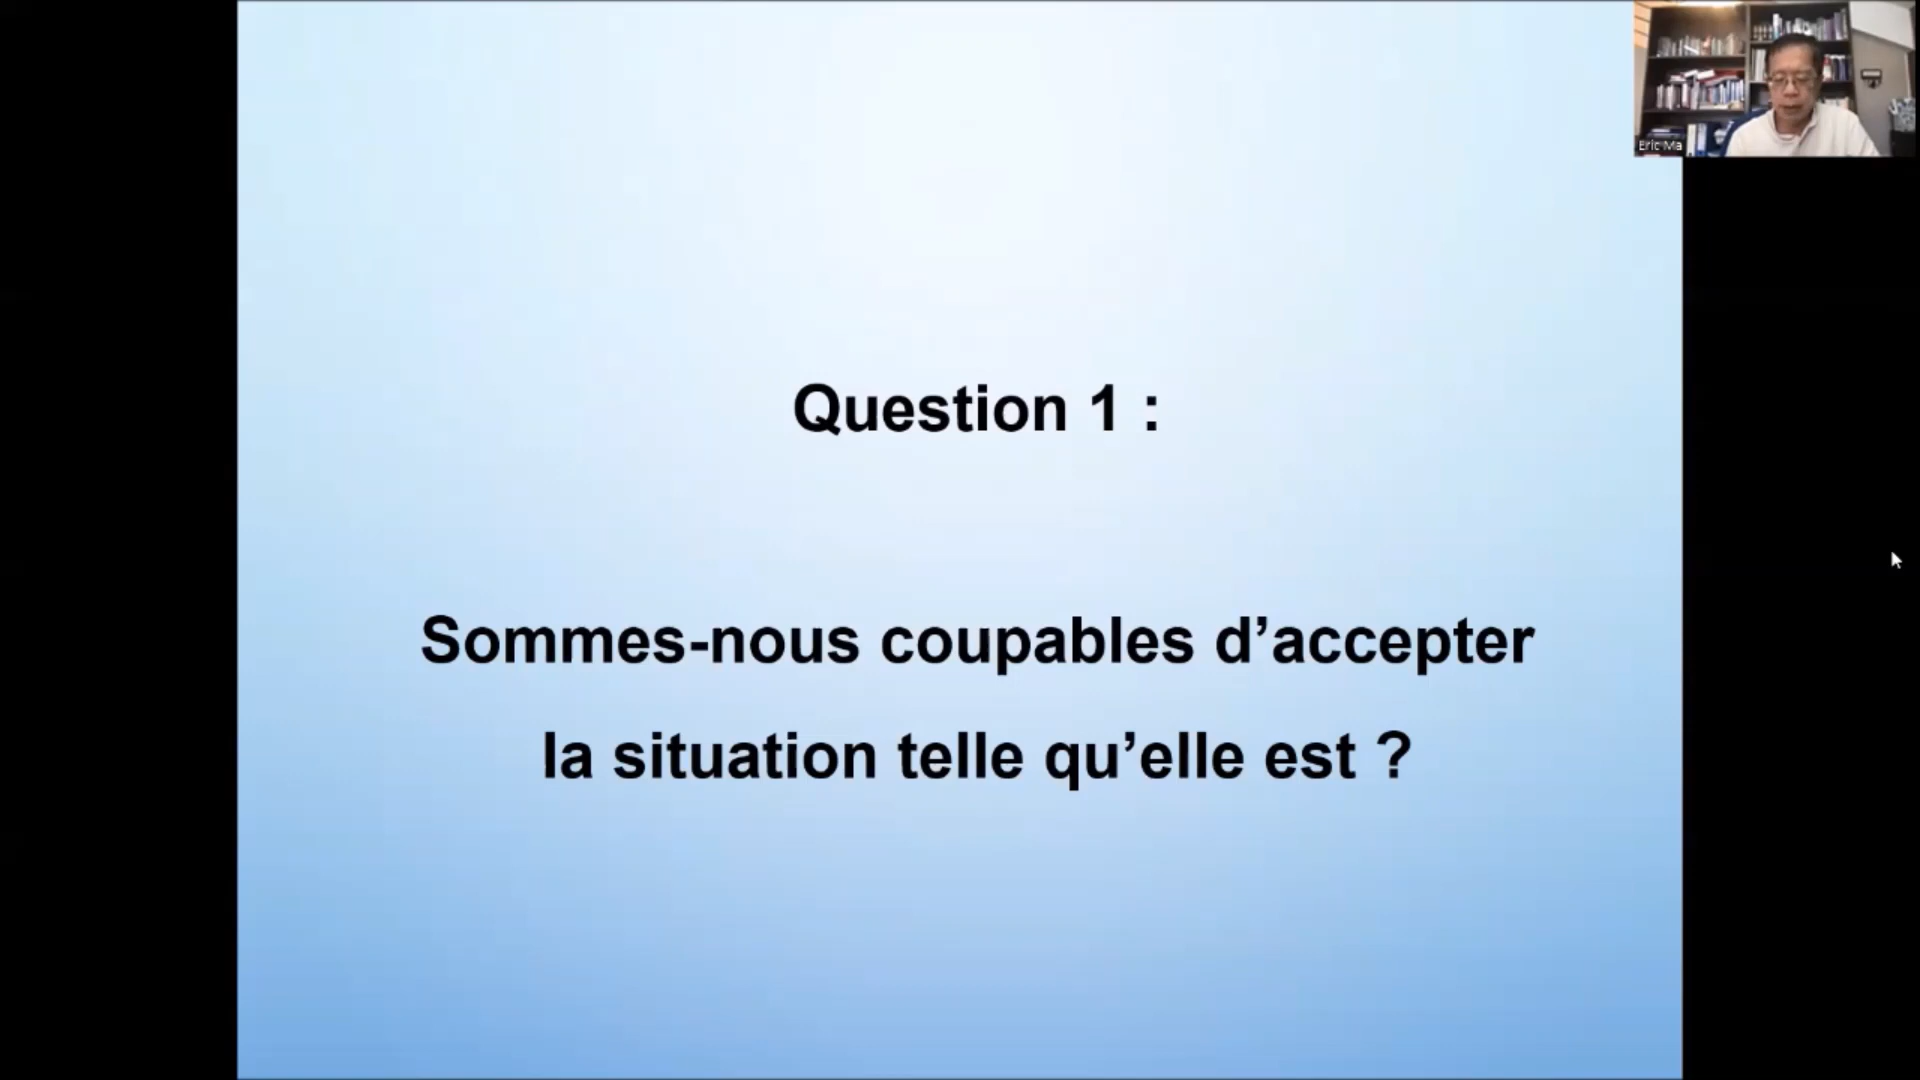 Eric Ma
Question 1 :
Sommes-nous coupables d’accepter
la situation telle qu’elle est ?